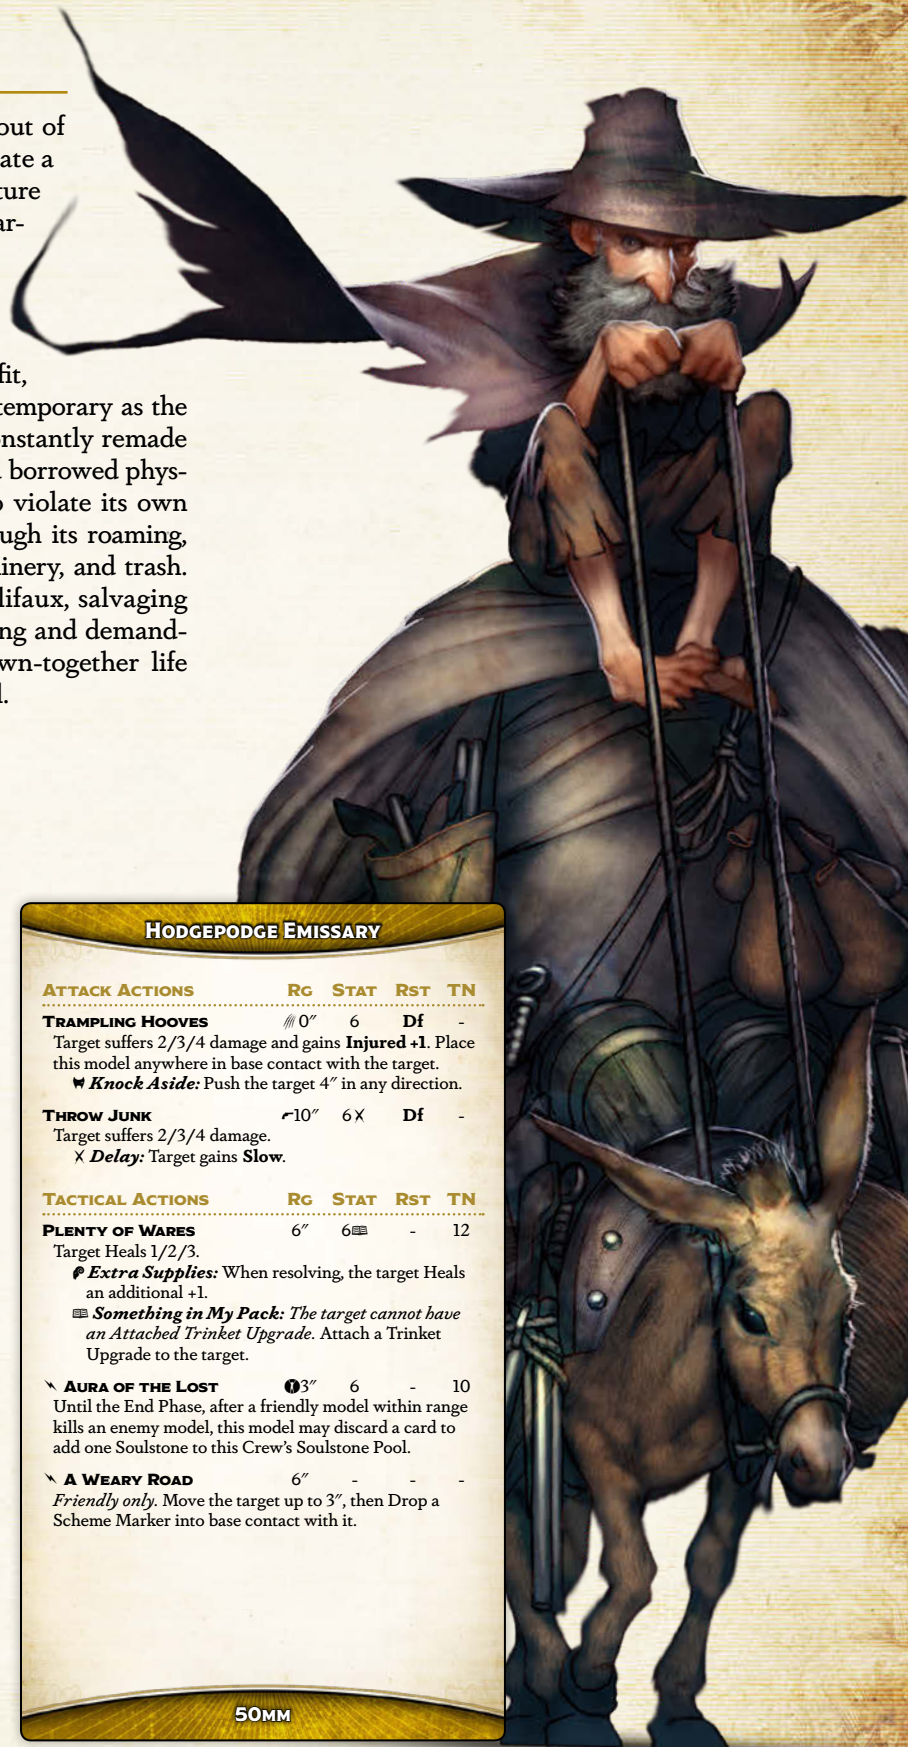 out of
ate a
ture
ar-
fit,
temporary as the
onstantly remade
borrowed phys-
o violate its own
ugh its roaming,
inery, and trash.
lifaux, salvaging
ng and demand-
wn-together life
.
HODGEPODGE EMISSARY
ATTACK ACTIONS RG STAT RST TN
TRAMPLING HOOVES 0″ 6 Df -
Target suffers 2/3/4 damage and gains Injured +1. Place
this model anywhere in base contact with the target.
Knock Aside: Push the target 4″ in any direction.
THROW JUNK 10″ 6 Df -
Target suffers 2/3/4 damage.
Delay: Target gains Slow.
TACTICAL ACTIONS RG STAT RST TN
PLENTY OF WARES 6″ 6 - 12
Target Heals 1/2/3.
Extra Supplies: When resolving, the target Heals
an additional +1.
Something in My Pack: The target cannot have
an Attached Trinket Upgrade. Attach a Trinket
Upgrade to the target.
AURA OF THE LOST 3″ 6 - 10
Until the End Phase, after a friendly model within range
kills an enemy model, this model may discard a card to
add one Soulstone to this Crew's Soulstone Pool.
A WEARY ROAD 6″ - - -
Friendly only. Move the target up to 3″, then Drop a
Scheme Marker into base contact with it.
50MM